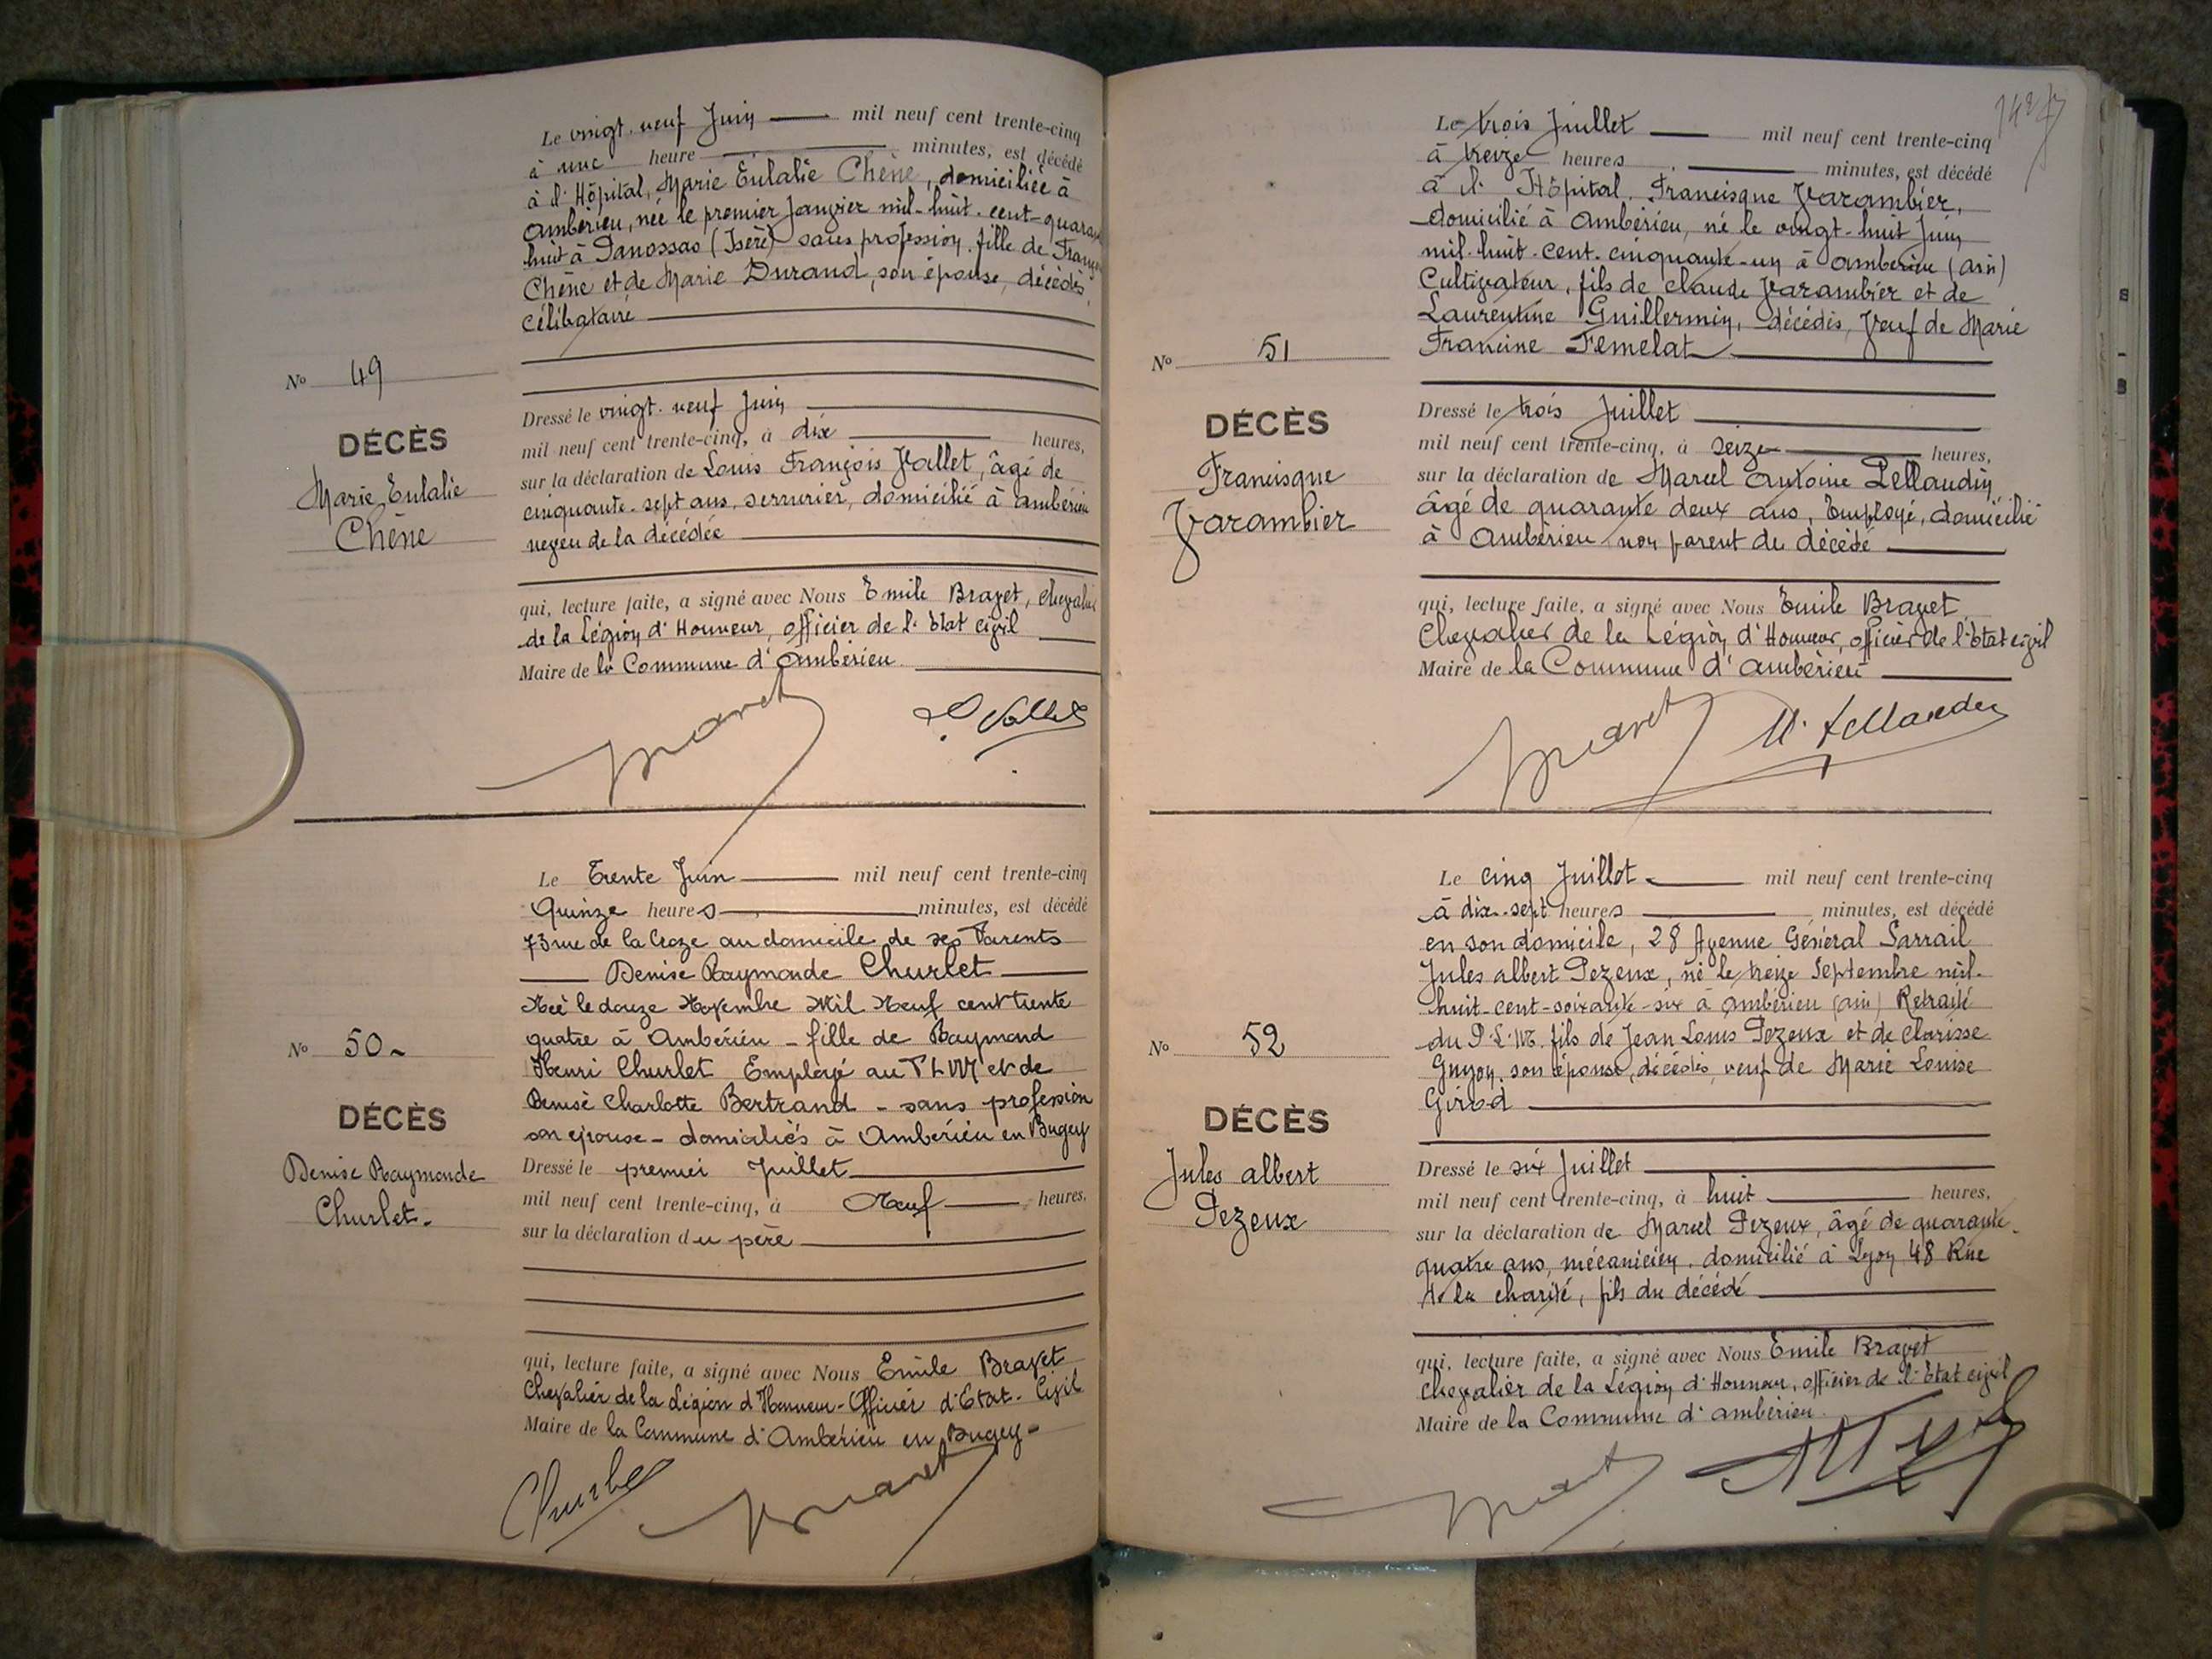 Le vingt-neuf Juin mil neuf cent trente-cinq
à une heure minutes, est décédé
à l'Hôpital, Marie Eulalie Chêne, domiciliée à
Ambérieu, née le premier Janvier mil-huit-cent-quaran
huit à Panossas (Isère) sans profession, fille de Franç
Chêne et de Marie Durand, son épouse, décédés,
célibataire
No 49
DÉCÈS
Marie Eulalie
Chêne
Dressé le vingt-neuf Juin
mil neuf cent trente-cinq, à dix heures,
sur la déclaration de Louis François Vallet, âgé de
cinquante-sept ans, serrurier, domicilié à Ambérieu
neveu de la décédée
qui, lecture faite, a signé avec Nous Emile Bravet, chevalier
de la Légion d'Honneur, officier de l'Etat civil
Maire de la Commune d'Ambérieu
Bravet
Vallet
Le Trente Juin mil neuf cent trente-cinq
Quinze heures minutes, est décédé
73 rue de la Croze au domicile de ses Parents
Denise Raymonde Churlet
Née le douze Novembre Mil Neuf cent trente
quatre à Ambérieu - fille de Raymond
Henri Churlet Employé au PLM et de
Denise Charlotte Bertrand - sans profession
son épouse - domiciliés à Ambérieu en Bugey
No 50
DÉCÈS
Denise Raymonde
Churlet.
Dressé le premier Juillet
mil neuf cent trente-cinq, à Neuf heures,
sur la déclaration du père
qui, lecture faite, a signé avec Nous Emile Bravet
Chevalier de la Légion d'Honneur - Officier d'Etat-Civil
Maire de la Commune d'Ambérieu en Bugey -
Churlet
Bravet
Le trois Juillet mil neuf cent trente-cinq
à treize heures minutes, est décédé
à l'Hôpital, Francisque Varambier,
domicilié à Ambérieu, né le vingt-huit Juin
mil-huit-cent-cinquante-un à Ambérieu (Ain)
Cultivateur, fils de Claude Varambier et de
Laurentine Guillermin, décédés, Veuf de Marie
Francine Femelat
No 51
DÉCÈS
Francisque
Varambier
Dressé le trois Juillet
mil neuf cent trente-cinq, à seize heures,
sur la déclaration de Marcel Antoine Pellaudin
âgé de quarante deux ans, Employé, domicilié
à Ambérieu non parent du décédé
qui, lecture faite, a signé avec Nous Emile Bravet,
Chevalier de la Légion d'Honneur, officier de l'Etat civil
Maire de la Commune d'Ambérieu
Bravet
M. Pellaudin
Le cinq Juillet mil neuf cent trente-cinq
à dix-sept heures minutes, est décédé
en son domicile, 28 Avenue Général Sarrail
Jules Albert Pezeux, né le treize Septembre mil-
huit-cent-soixante-six à Ambérieu (Ain) Retraité
du P.L.M. fils de Jean Louis Pezeux et de Clarisse
Guyon, son épouse, décédés, veuf de Marie Louise
Girod
No 52
DÉCÈS
Jules Albert
Pezeux
Dressé le six Juillet
mil neuf cent trente-cinq, à huit heures,
sur la déclaration de Marcel Pezeux, âgé de quarante-
quatre ans, mécanicien, domicilié à Lyon, 48 Rue
de la charité, fils du décédé
qui, lecture faite, a signé avec Nous Emile Bravet
Chevalier de la Légion d'Honneur, officier de l'Etat civil
Maire de la Commune d'Ambérieu.
Bravet